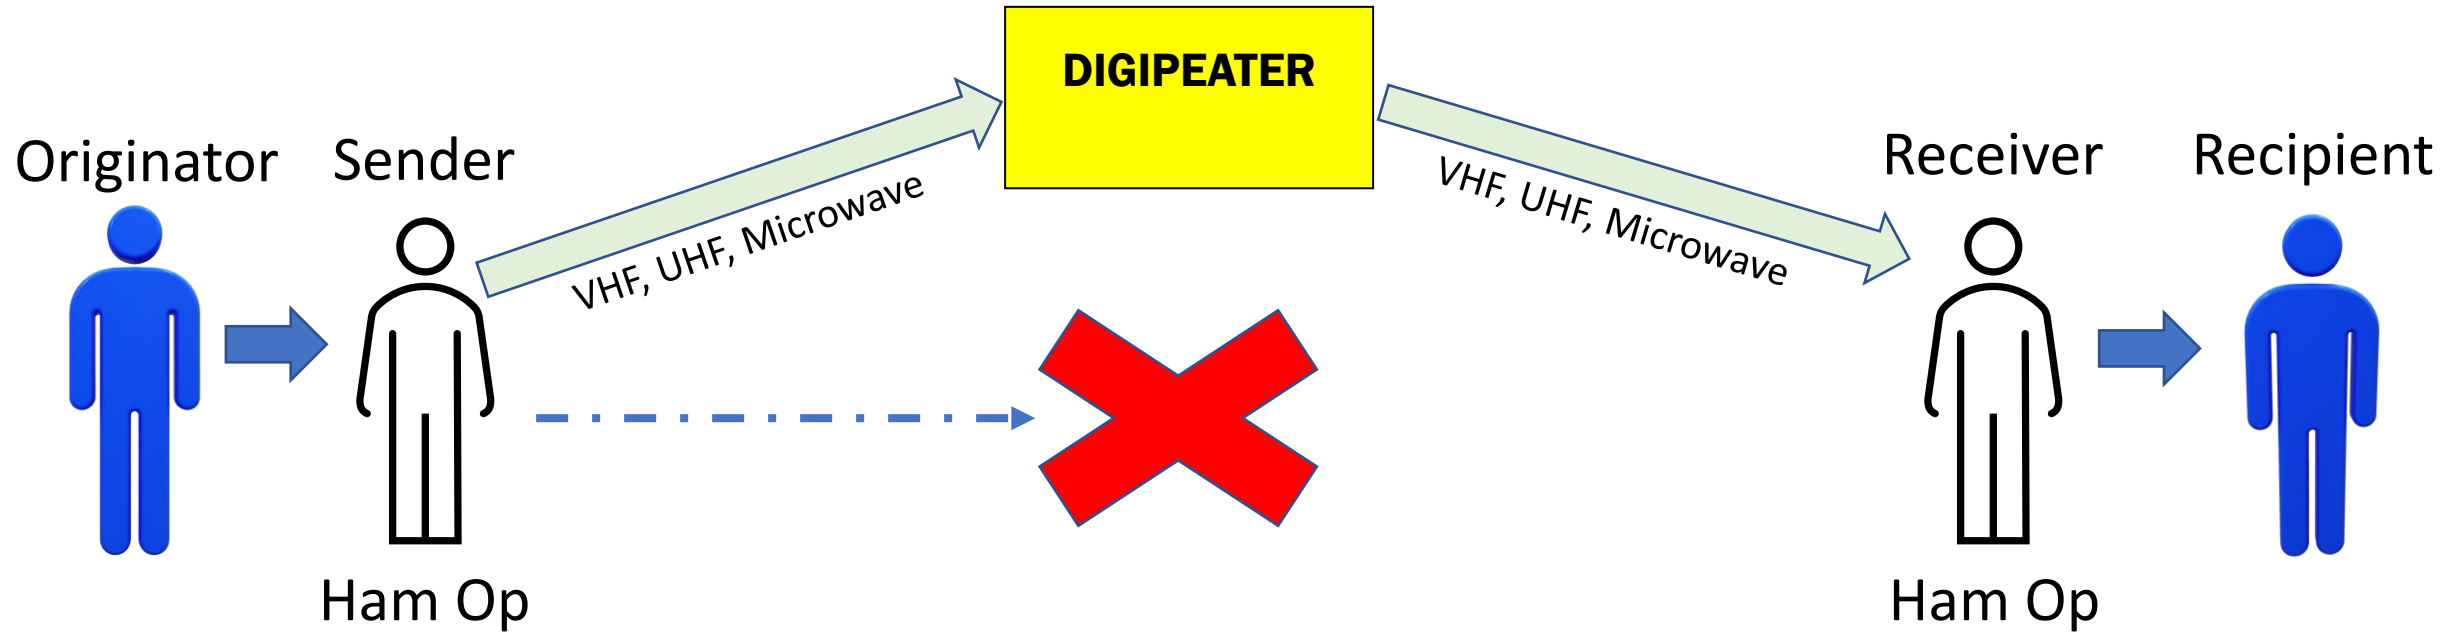 DIGIPEATER
Originator
Sender
Receiver
Recipient
VHF, UHF, Microwave
VHF, UHF, Microwave
Ham Op
Ham Op